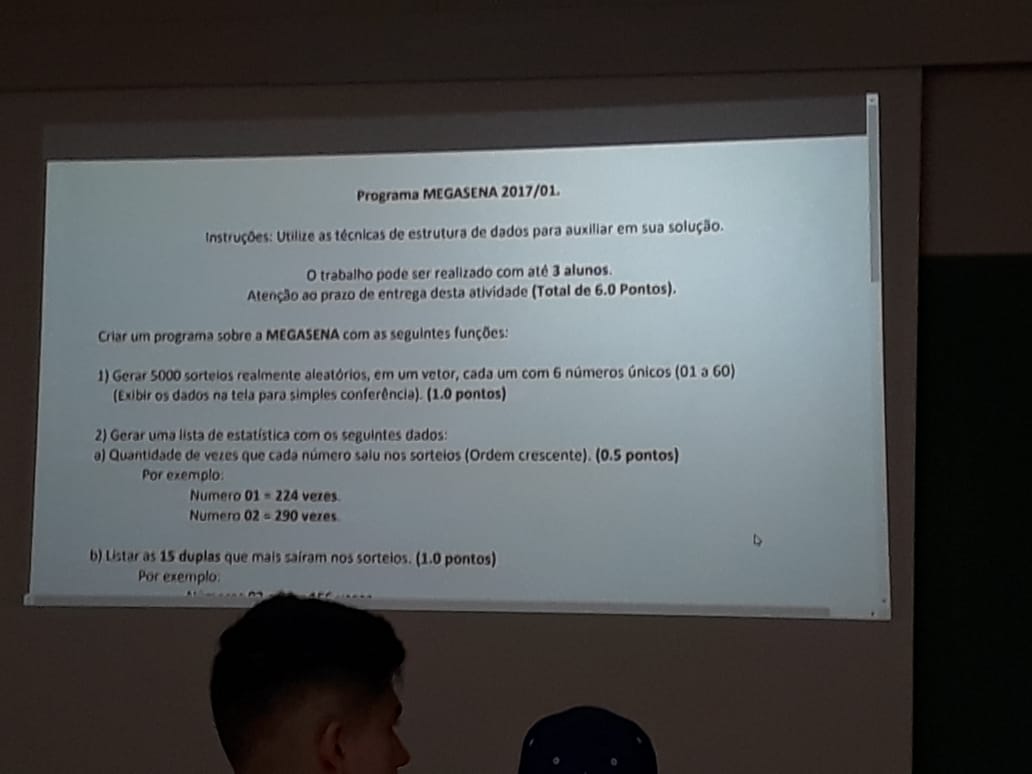 Programa MEGASENA 2017/01.
Instruções: Utilize as técnicas de estrutura de dados para auxiliar em sua solução.
O trabalho pode ser realizado com até 3 alunos.
Atenção ao prazo de entrega desta atividade (Total de 6.0 Pontos).
Criar um programa sobre a MEGASENA com as seguintes funções:
1) Gerar 5000 sorteios realmente aleatórios, em um vetor, cada um com 6 números únicos (01 a 60)
(Exibir os dados na tela para simples conferência). (1.0 pontos)
2) Gerar uma lista de estatística com os seguintes dados:
a) Quantidade de vezes que cada número saiu nos sorteios (Ordem crescente). (0.5 pontos)
Por exemplo:
Numero 01 = 224 vezes.
Numero 02 = 290 vezes.
b) Listar as 15 duplas que mais saíram nos sorteios. (1.0 pontos)
Por exemplo: